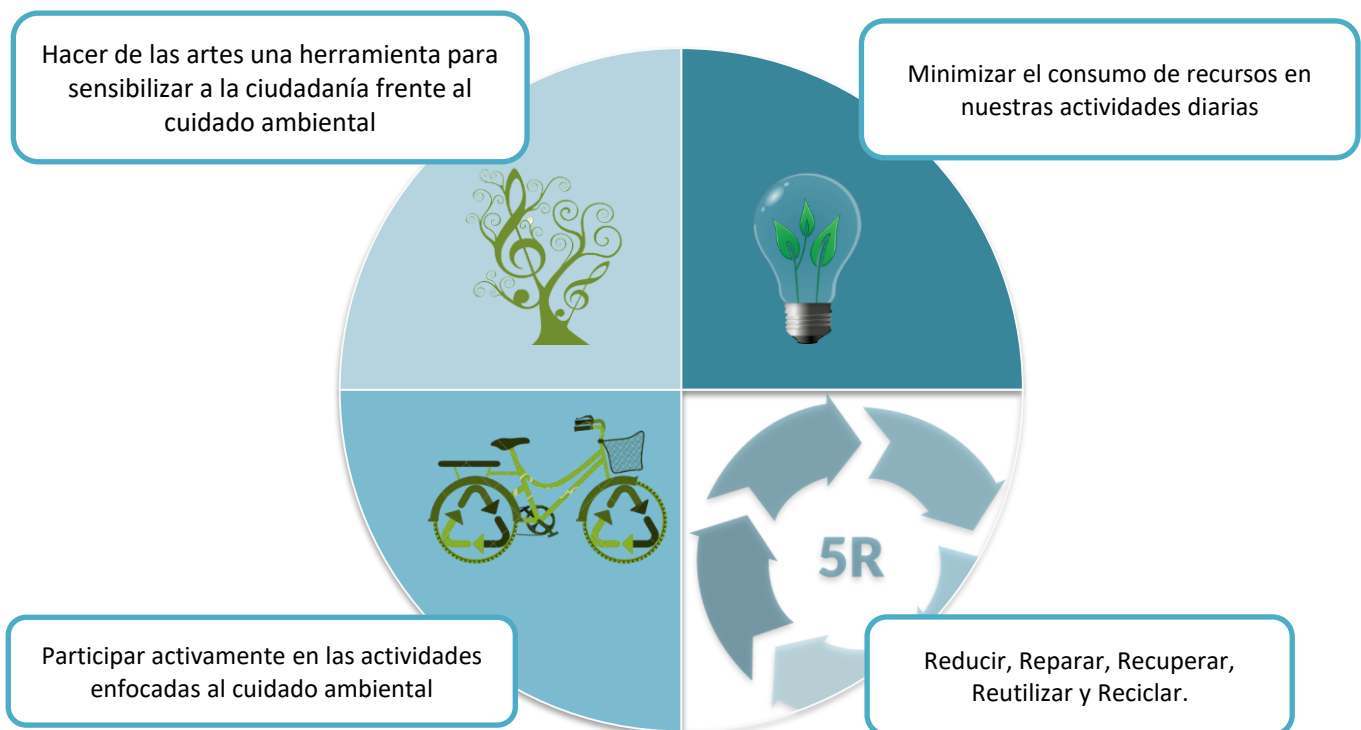 Hacer de las artes una herramienta para
sensibilizar a la ciudadanía frente al
cuidado ambiental
Minimizar el consumo de recursos en
nuestras actividades diarias
5R
Participar activamente en las actividades
enfocadas al cuidado ambiental
Reducir, Reparar, Recuperar,
Reutilizar y Reciclar.